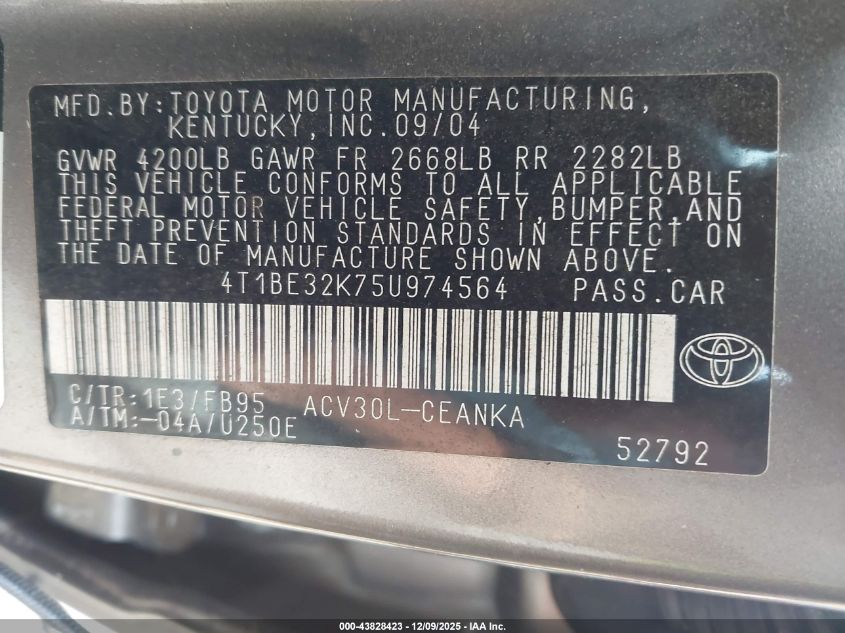 MFD. BY: TOYOTA MOTOR MANUFACTURING,
KENTUCKY, INC. 09/04
GVWR 4200LB GAWR FR 2668LB RR 2282LB
THIS VEHICLE CONFORMS TO ALL APPLICABLE
FEDERAL MOTOR VEHICLE SAFETY, BUMPER, AND
THEFT PREVENTION STANDARDS IN EFFECT ON
THE DATE OF MANUFACTURE SHOWN ABOVE.
4T1BE32K75U974564 PASS. CAR
C/TR: 1E3/FB95 ACV30L-CEANKA
A/TM: -04A/U250E
52792
000-43828423 - 12/09/2025 - IAA Inc.